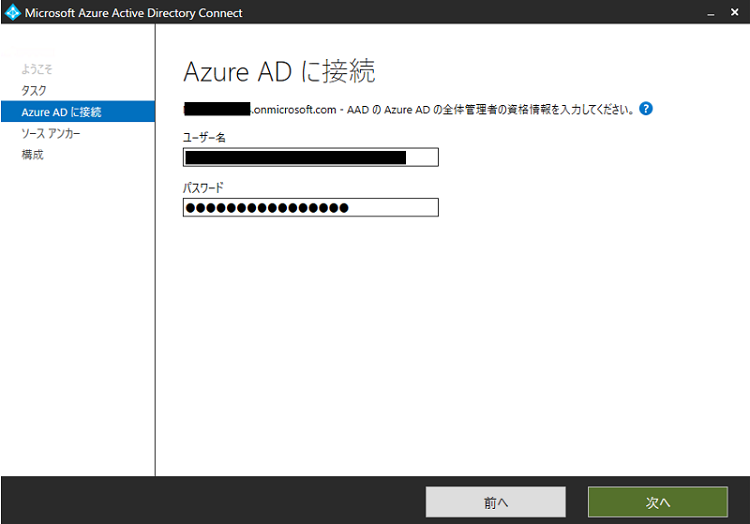 Microsoft Azure Active Directory Connect
ようこそ
タスク
Azure AD に接続
ソース アンカー
構成
Azure AD に接続
.onmicrosoft.com - AAD の Azure AD の全体管理者の資格情報を入力してください。 ?
ユーザー名
パスワード
●●●●●●●●●●●●●●●●
前へ
次へ